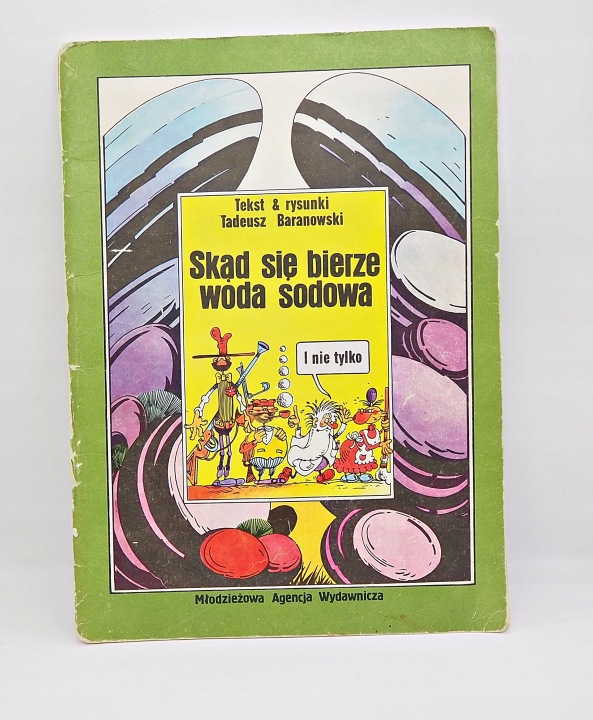 Tekst & rysunki
Tadeusz Baranowski
Skąd się bierze
woda sodowa
I nie tylko
Młodzieżowa Agencja Wydawnicza